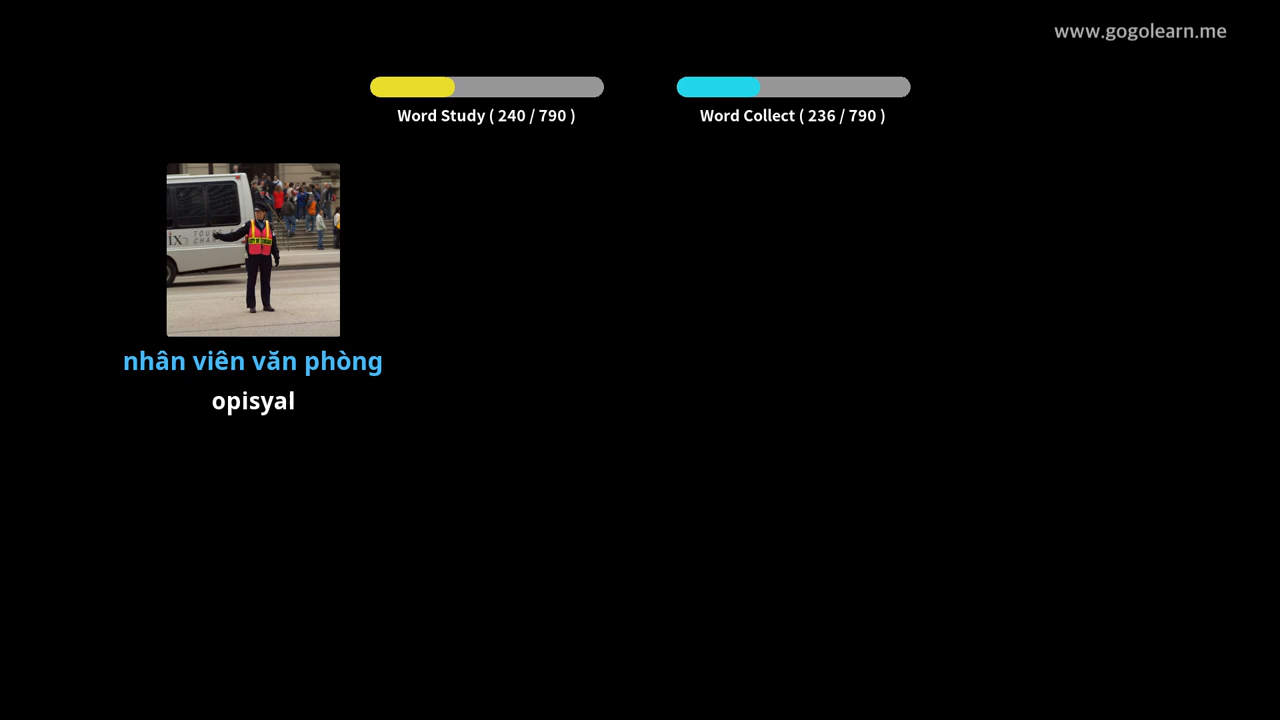 www.gogolearn.me
Word Study ( 240 / 790 )
Word Collect ( 236 / 790 )
nhân viên văn phòng
opisyal